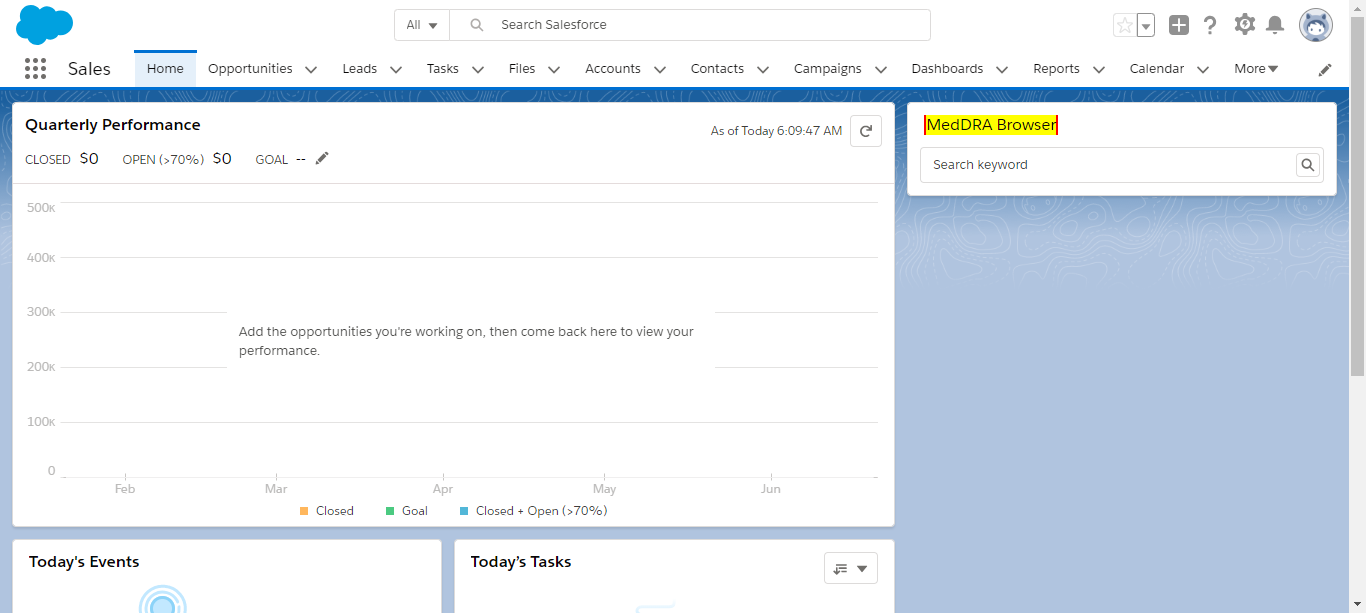 All
Search Salesforce
Sales
Home
Opportunities
Leads
Tasks
Files
Accounts
Contacts
Campaigns
Dashboards
Reports
Calendar
More
Quarterly Performance
As of Today 6:09:47 AM
CLOSED $0 OPEN (>70%) $0 GOAL --
500K
400K
300K
200K
100K
0
Add the opportunities you're working on, then come back here to view your
performance.
Feb Mar Apr May Jun
Closed Goal Closed + Open (>70%)
MedDRA Browser
Search keyword
Today's Events
Today's Tasks